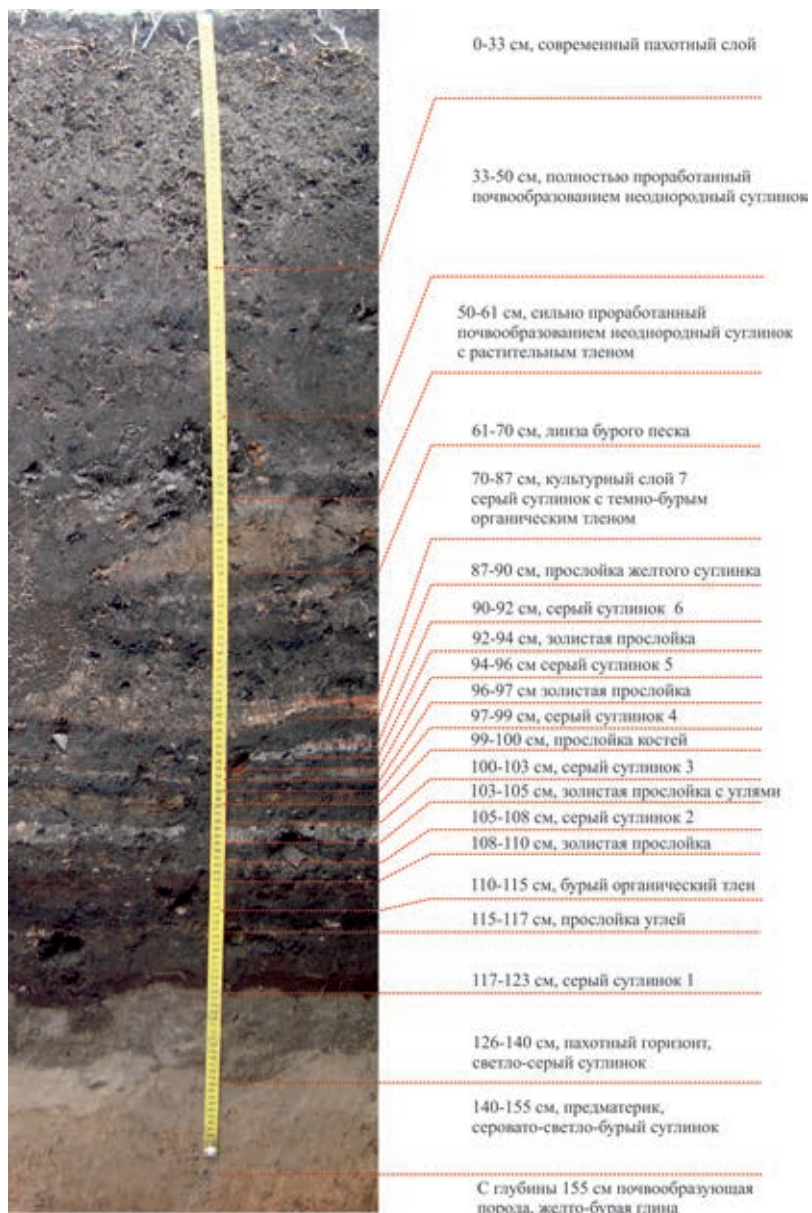 0-33 см, современный пахотный слой
33-50 см, полностью проработанный
почвообразованием неоднородный суглинок
50-61 см, сильно проработанный
почвообразованием неоднородный суглинок
с растительным тленом
61-70 см, линза бурого песка
70-87 см, культурный слой 7
серый суглинок с темно-бурым
органическим тленом
87-90 см, прослойка желтого суглинка
90-92 см, серый суглинок 6
92-94 см, золистая прослойка
94-96 см серый суглинок 5
96-97 см золистая прослойка
97-99 см, серый суглинок 4
99-100 см, прослойка костей
100-103 см, серый суглинок 3
103-105 см, золистая прослойка с углями
105-108 см, серый суглинок 2
108-110 см, золистая прослойка
110-115 см, бурый органический тлен
115-117 см, прослойка углей
117-123 см, серый суглинок 1
126-140 см, пахотный горизонт,
светло-серый суглинок
140-155 см, предматерик,
серовато-светло-бурый суглинок
С глубины 155 см почвообразующая
порода, желто-бурая глина